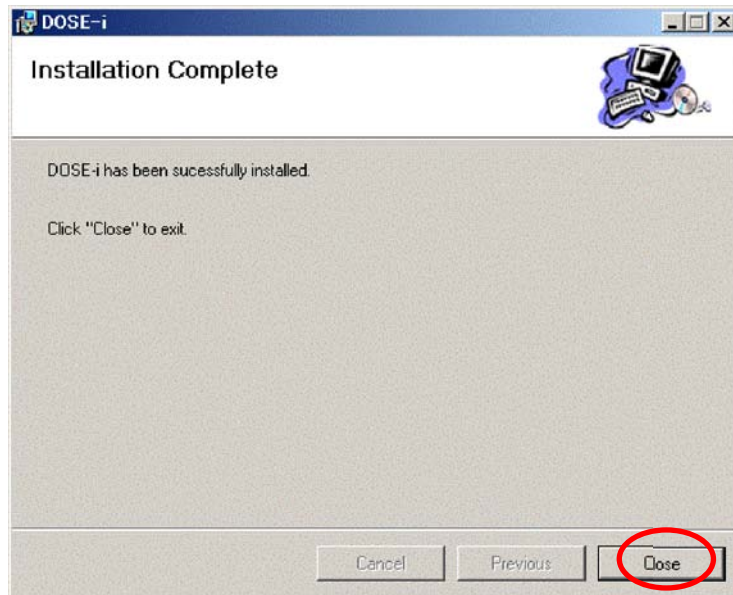 DOSE-i
Installation Complete
DOSE-i has been sucessfully installed.
Click "Close" to exit.
Cancel
Previous
Close